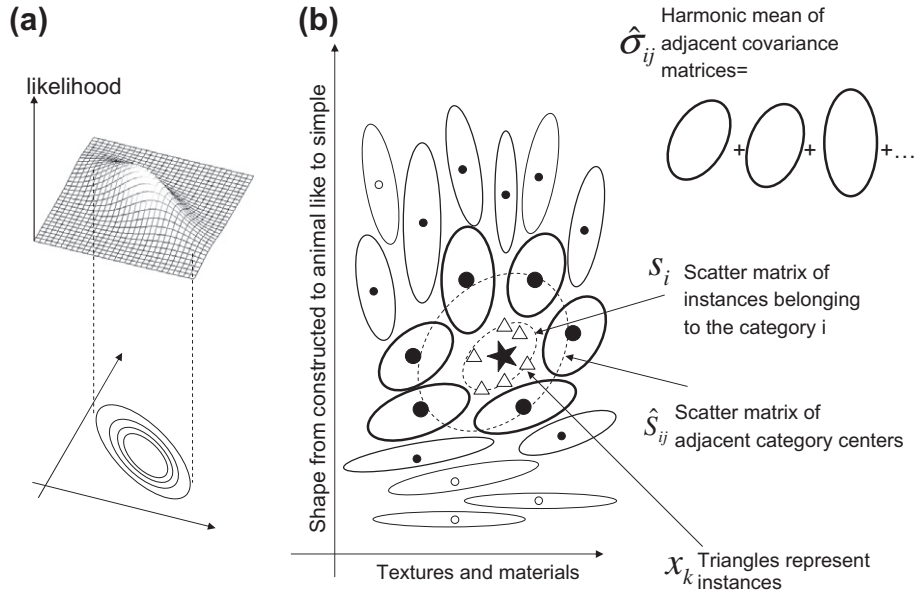 (a)
likelihood
(b)
Shape from constructed to animal like to simple
Textures and materials
σ̂ij Harmonic mean of
adjacent covariance
matrices=
+ + +...
si Scatter matrix of
instances belonging
to the category i
Ŝij Scatter matrix of
adjacent category centers
xk Triangles represent
instances